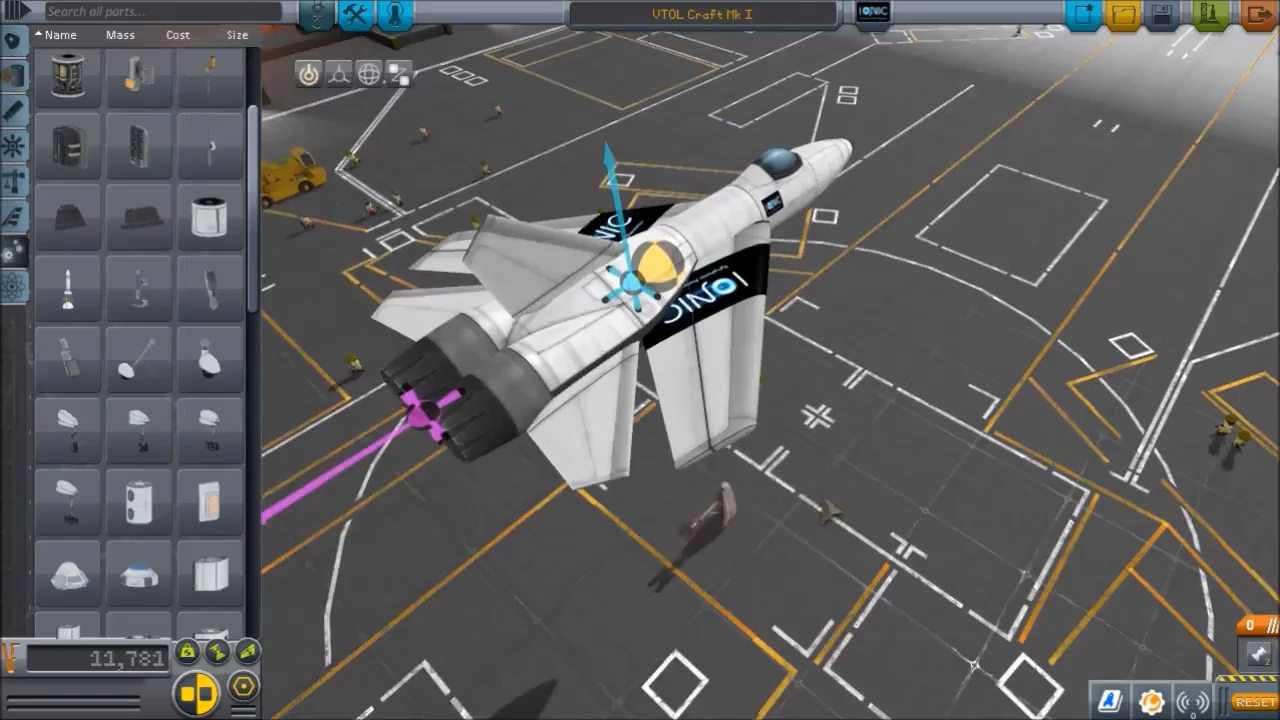 Search all parts...
VTOL Craft Mk I
IONIC
Name Mass Cost Size
IONIC
IONIC
11,781
0
RESET